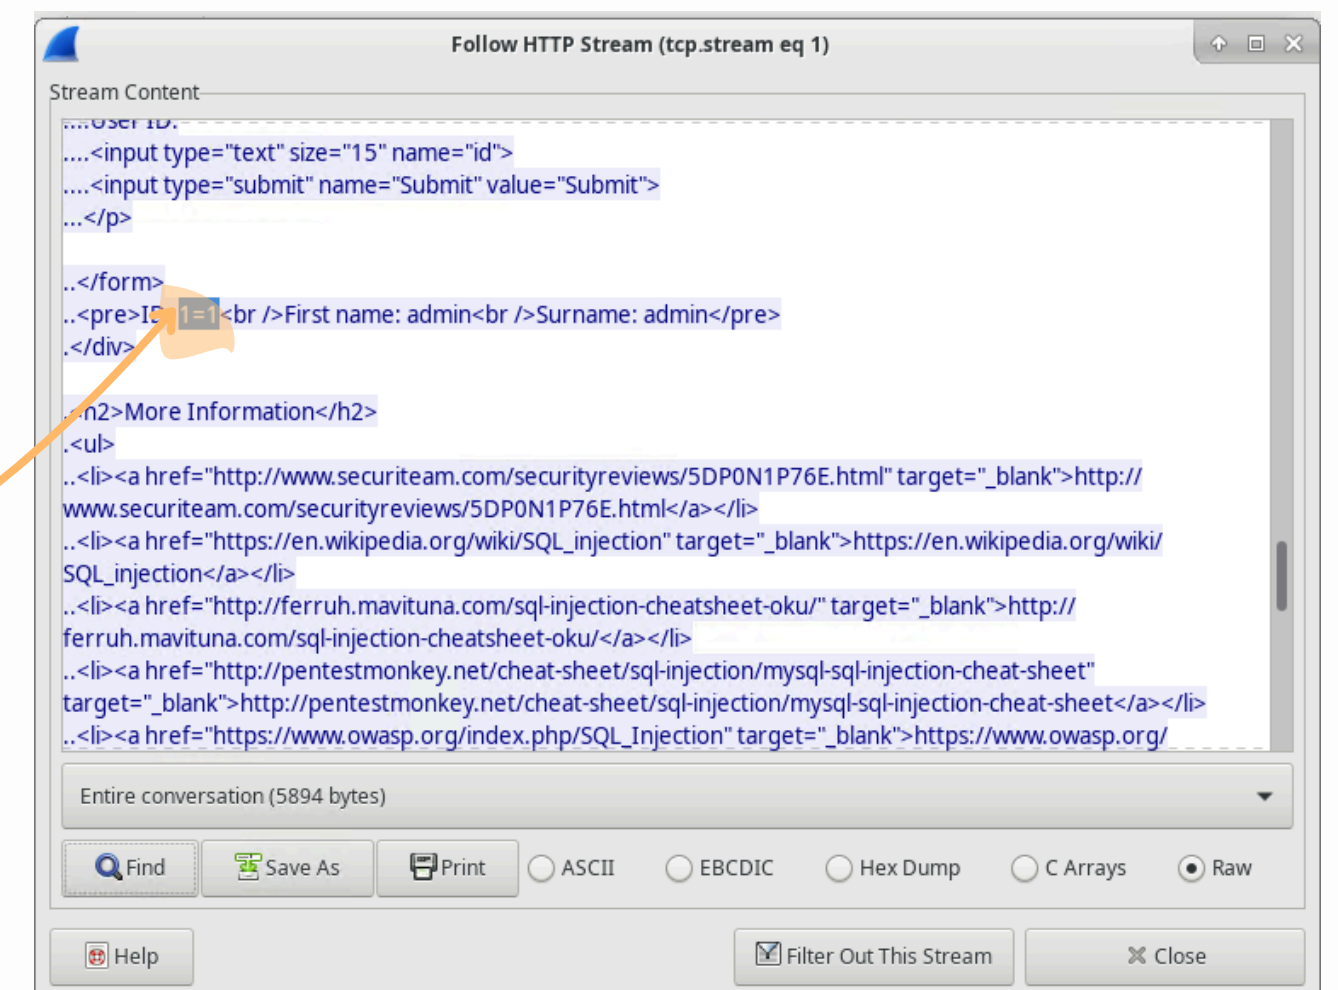 Follow HTTP Stream (tcp.stream eq 1)
Stream Content
....User ID:
....<input type="text" size="15" name="id">
....<input type="submit" name="Submit" value="Submit">
...</p>
..</form>
..<pre>ID: 1=1<br />First name: admin<br />Surname: admin</pre>
.</div>
.<h2>More Information</h2>
.<ul>
..<li><a href="http://www.securiteam.com/securityreviews/5DP0N1P76E.html" target="_blank">http://
www.securiteam.com/securityreviews/5DP0N1P76E.html</a></li>
..<li><a href="https://en.wikipedia.org/wiki/SQL_injection" target="_blank">https://en.wikipedia.org/wiki/
SQL_injection</a></li>
..<li><a href="http://ferruh.mavituna.com/sql-injection-cheatsheet-oku/" target="_blank">http://
ferruh.mavituna.com/sql-injection-cheatsheet-oku/</a></li>
..<li><a href="http://pentestmonkey.net/cheat-sheet/sql-injection/mysql-sql-injection-cheat-sheet"
target="_blank">http://pentestmonkey.net/cheat-sheet/sql-injection/mysql-sql-injection-cheat-sheet</a></li>
..<li><a href="https://www.owasp.org/index.php/SQL_Injection" target="_blank">https://www.owasp.org/
Entire conversation (5894 bytes)
Find Save As Print ASCII EBCDIC Hex Dump C Arrays Raw
Help Filter Out This Stream Close